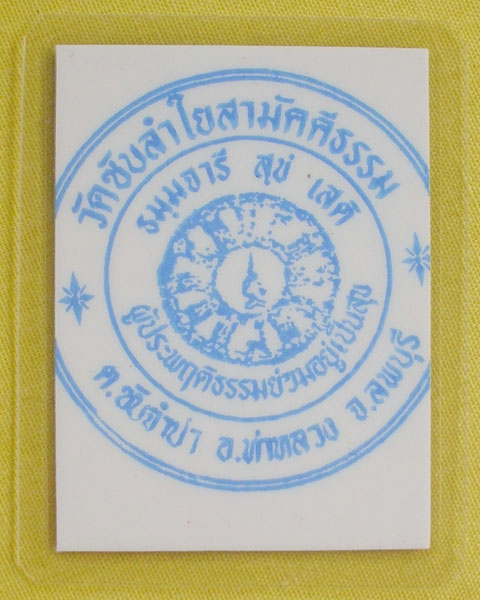 วัดซับลำใยสามัคคีธรรม
ธมฺมจารี สุขํ เสติ
ผู้ประพฤติธรรมย่วมอยู่เป็นสุข
ต.ซับจำปา อ.ท่าหลวง จ.ลพบุรี